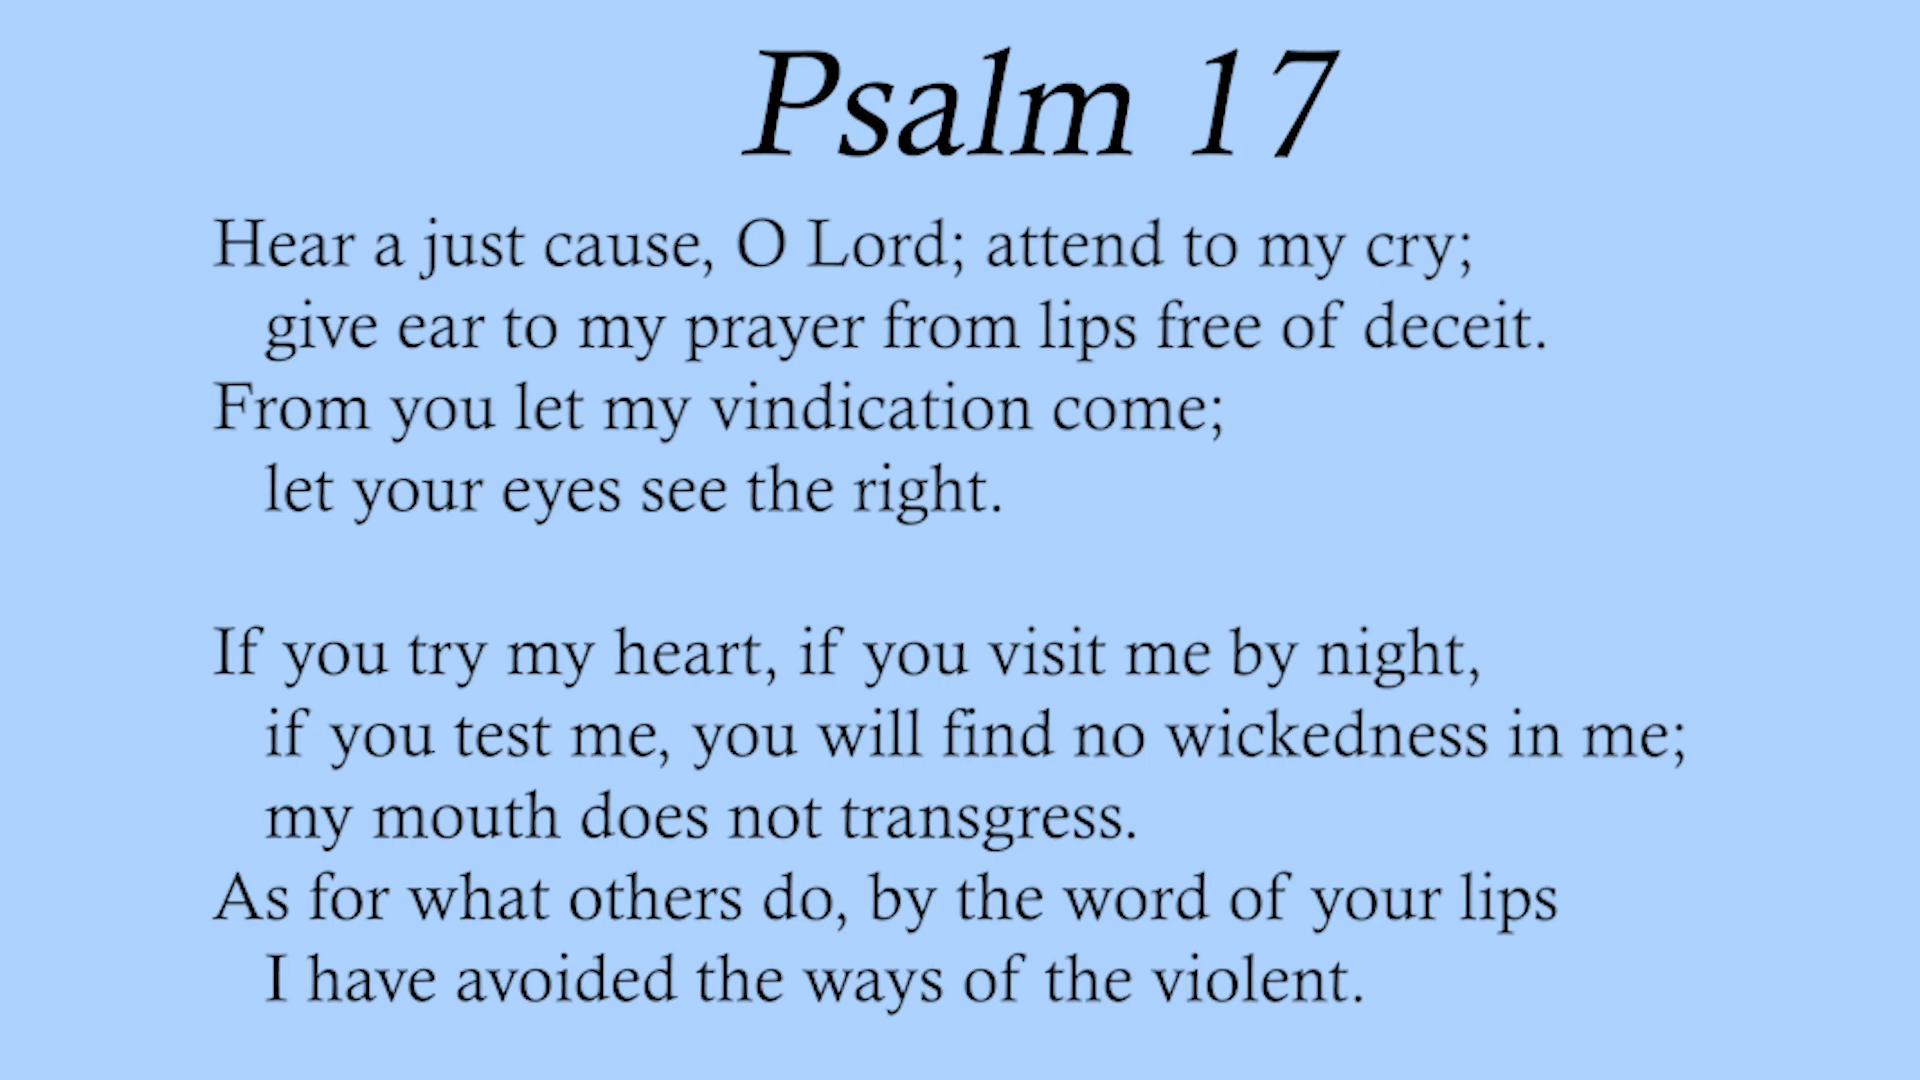 Psalm 17
Hear a just cause, O Lord; attend to my cry;
give ear to my prayer from lips free of deceit.
From you let my vindication come;
let your eyes see the right.
If you try my heart, if you visit me by night,
if you test me, you will find no wickedness in me;
my mouth does not transgress.
As for what others do, by the word of your lips
I have avoided the ways of the violent.